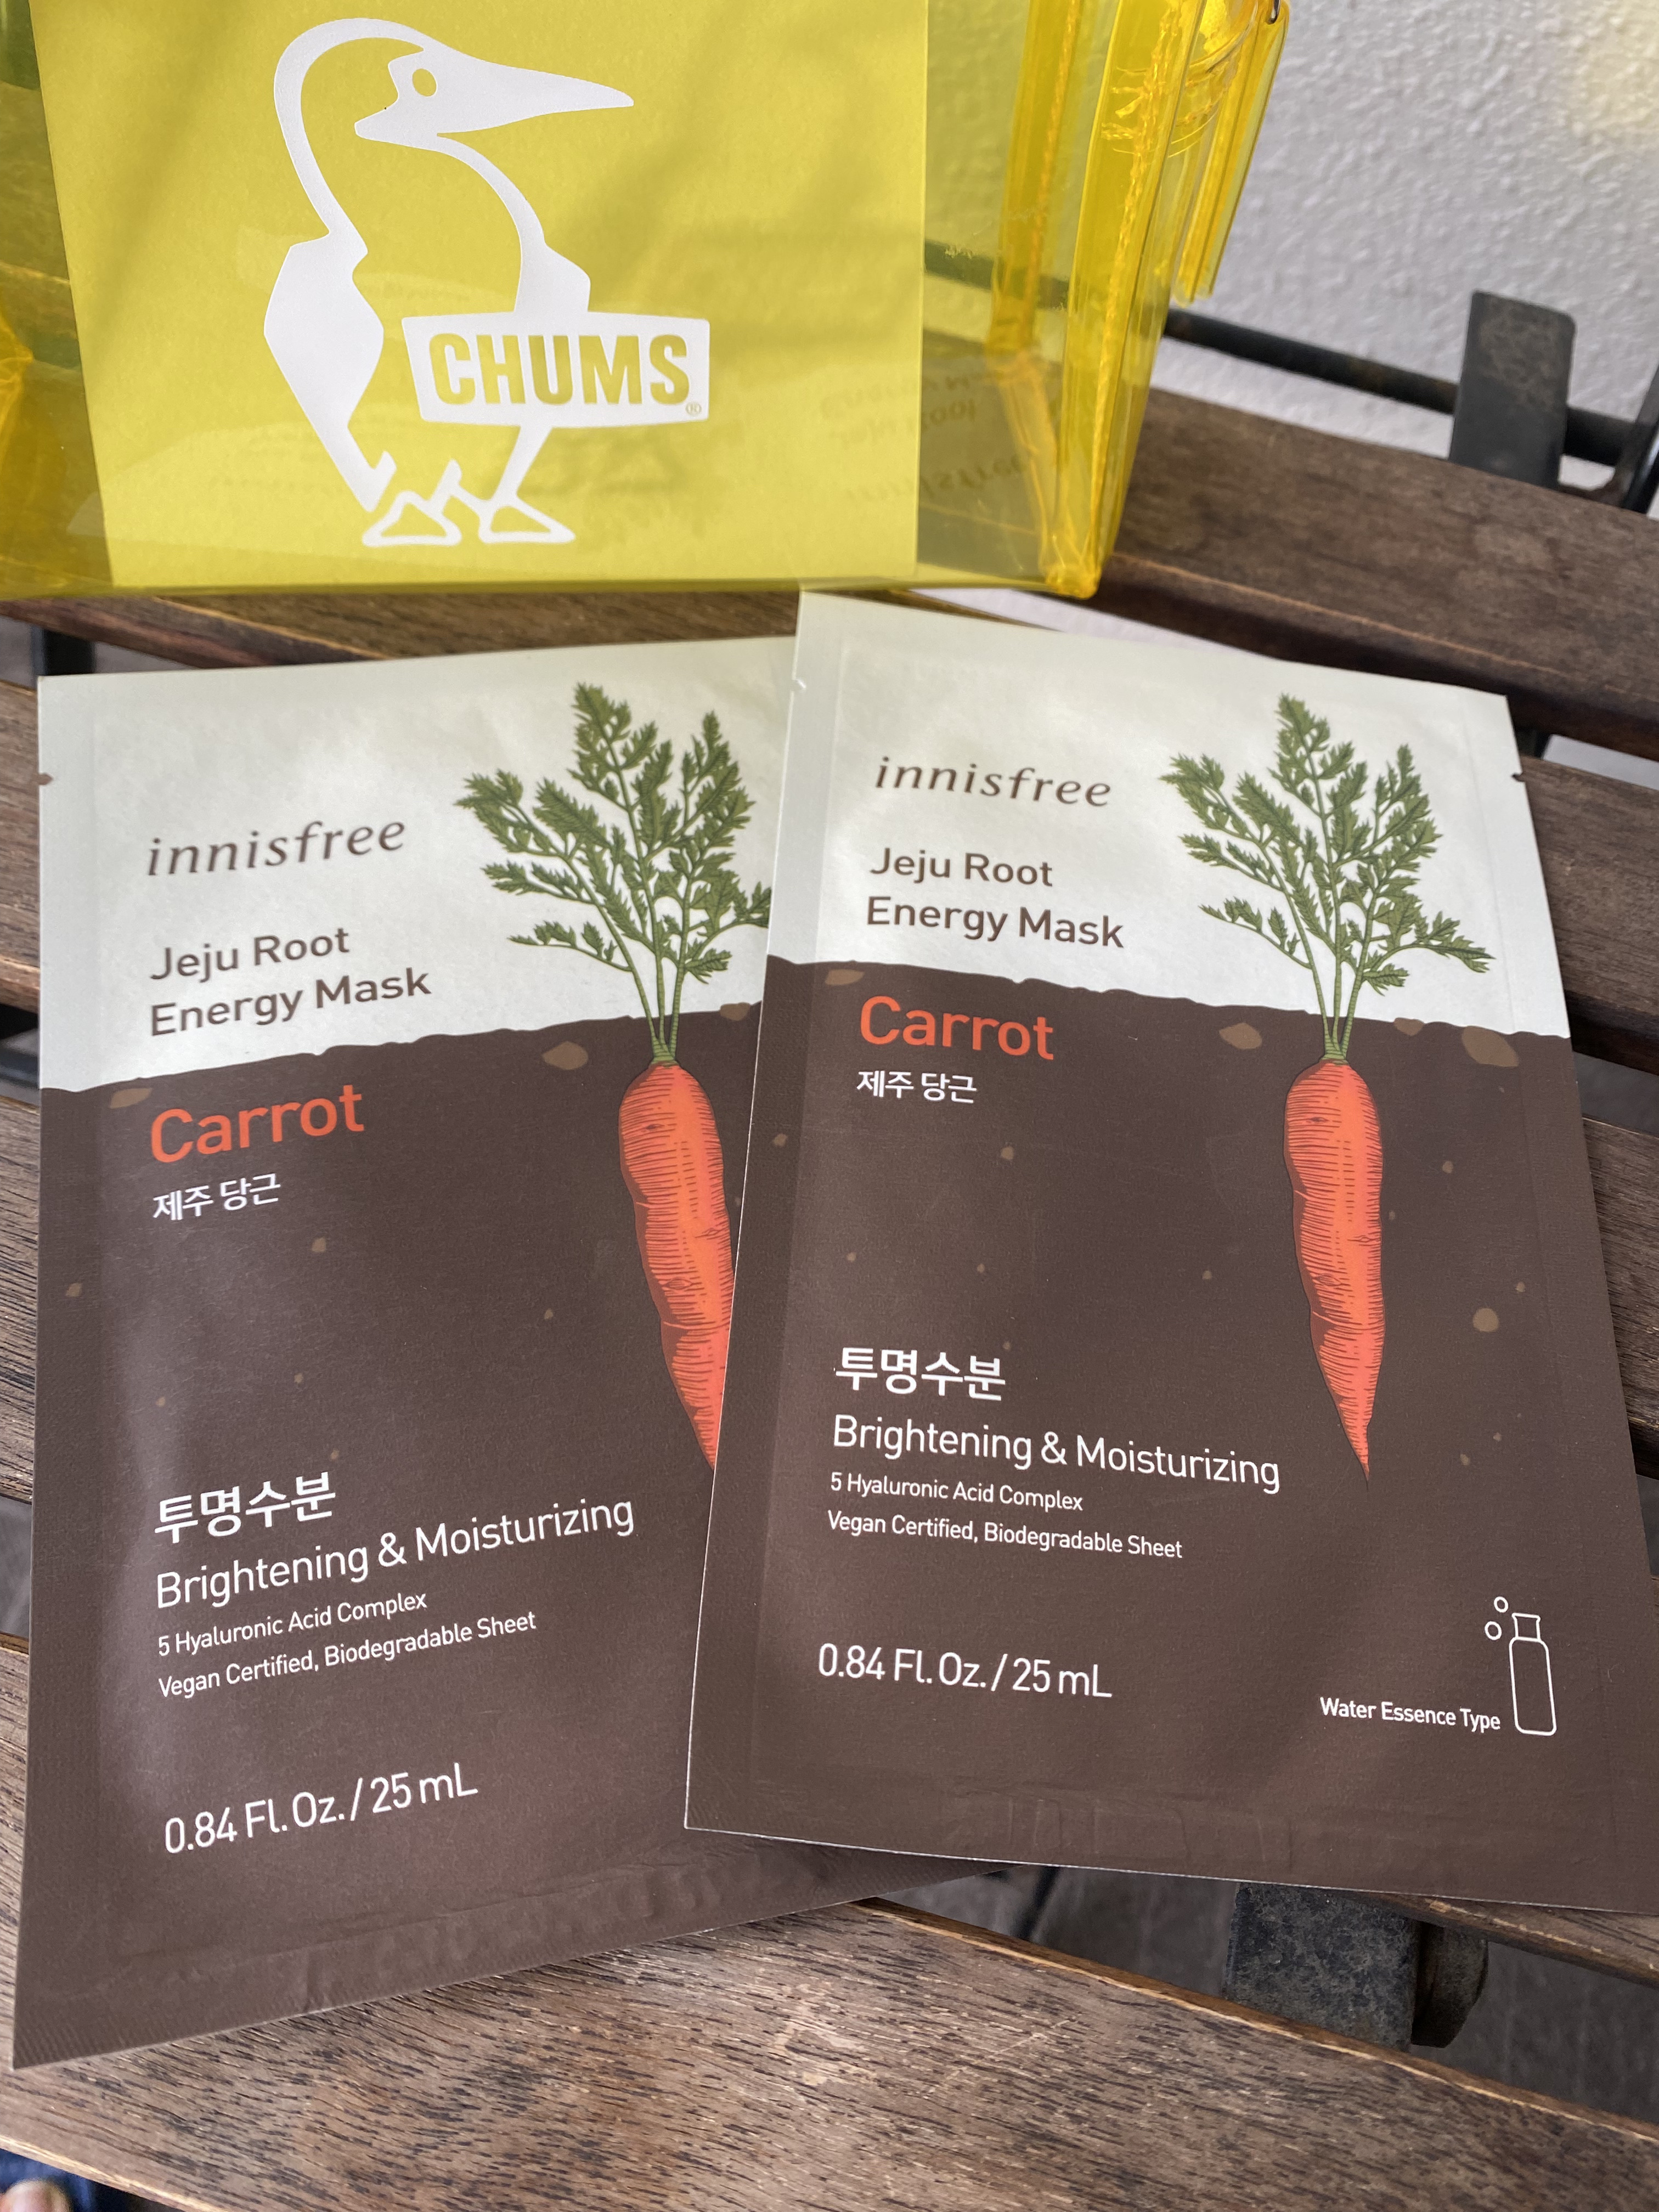 CHUMS®
innisfree
Jeju Root
Energy Mask
Carrot
제주 당근
투명수분
Brightening & Moisturizing
5 Hyaluronic Acid Complex
Vegan Certified, Biodegradable Sheet
0.84 Fl. Oz. / 25 mL
innisfree
Jeju Root
Energy Mask
Carrot
제주 당근
투명수분
Brightening & Moisturizing
5 Hyaluronic Acid Complex
Vegan Certified, Biodegradable Sheet
0.84 Fl. Oz. / 25 mL
Water Essence Type